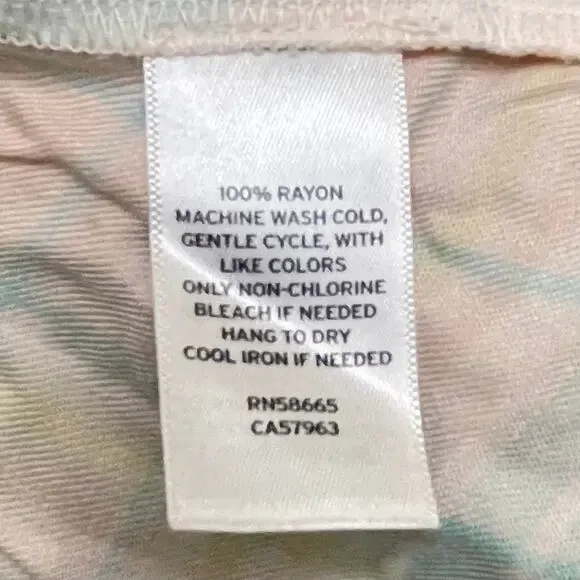 100% RAYON
MACHINE WASH COLD,
GENTLE CYCLE, WITH
LIKE COLORS
ONLY NON-CHLORINE
BLEACH IF NEEDED
HANG TO DRY
COOL IRON IF NEEDED
RN58665
CA57963